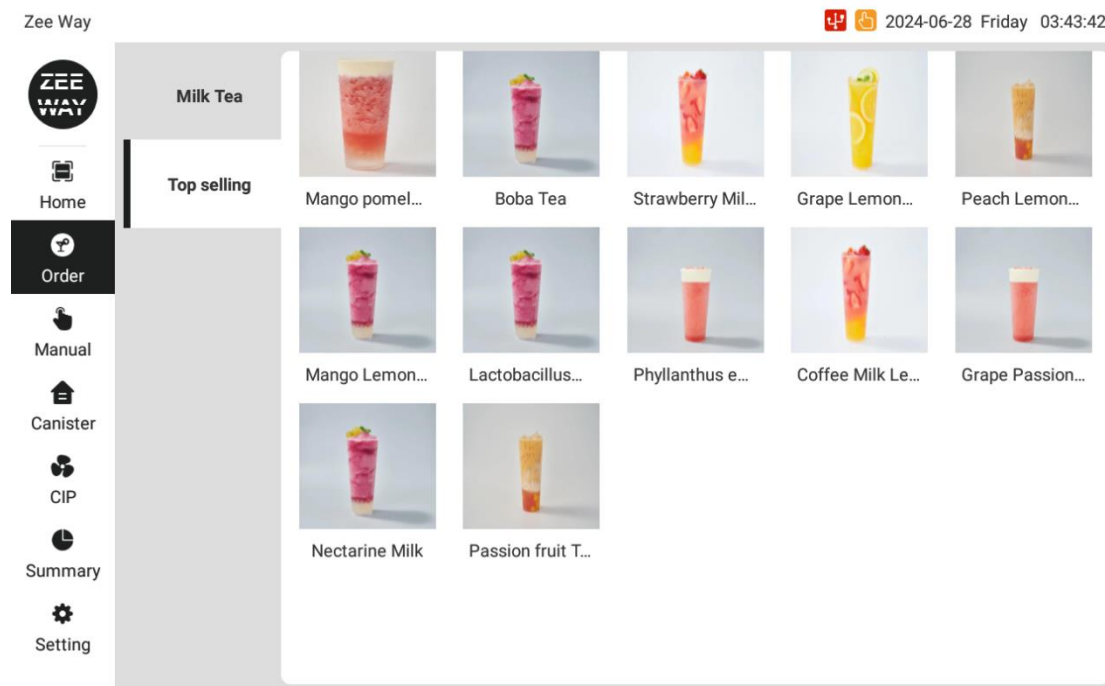 Zee Way
2024-06-28 Friday 03:43:42
ZEE
WAY
Home
Order
Manual
Canister
CIP
Summary
Setting
Milk Tea
Top selling
Mango pomel...
Boba Tea
Strawberry Mil...
Grape Lemon...
Peach Lemon...
Mango Lemon...
Lactobacillus...
Phyllanthus e...
Coffee Milk Le...
Grape Passion...
Nectarine Milk
Passion fruit T...